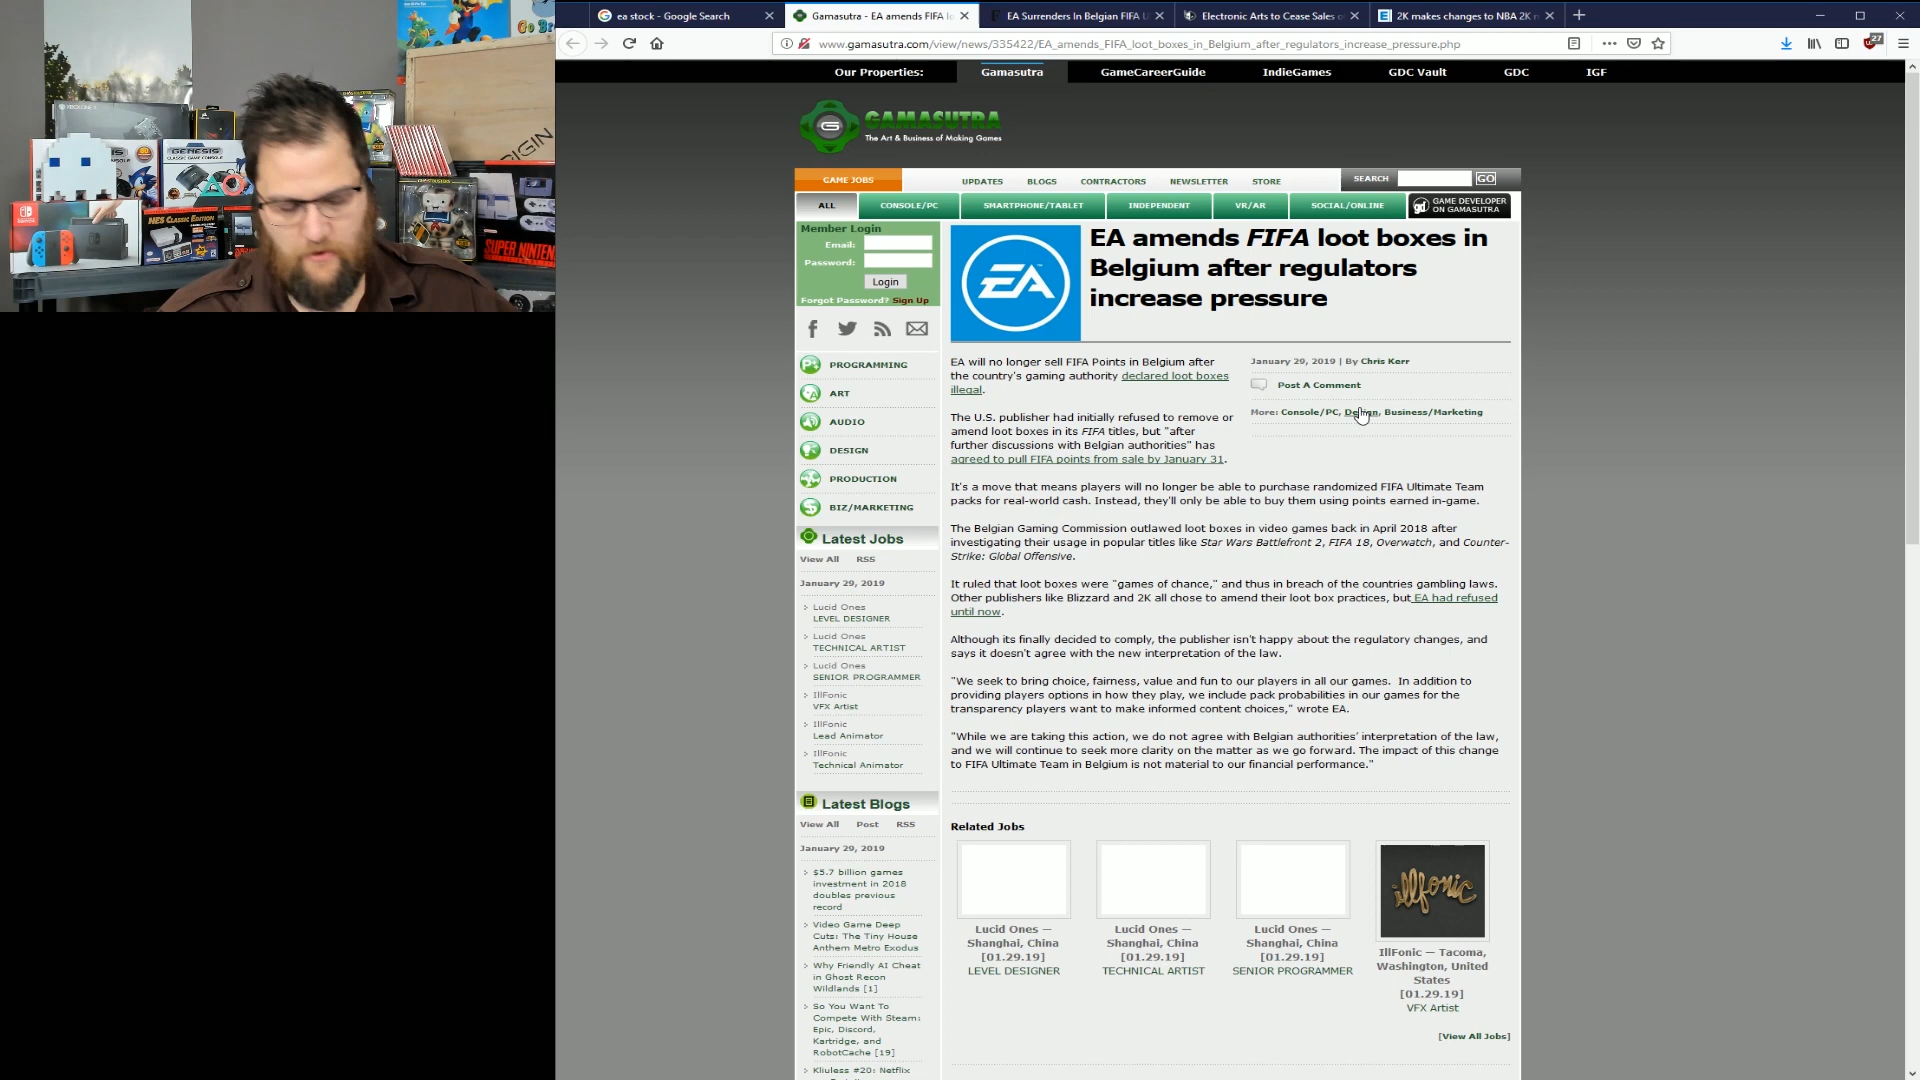 ea stock - Google Search
Gamasutra - EA amends FIFA lo
EA Surrenders In Belgian FIFA U
Electronic Arts to Cease Sales o
2K makes changes to NBA 2K
www.gamasutra.com/view/news/335422/EA_amends_FIFA_loot_boxes_in_Belgium_after_regulators_increase_pressure.php
27
Our Properties: Gamasutra GameCareerGuide IndieGames GDC Vault GDC IGF
GAMASUTRA
The Art & Business of Making Games
GAME JOBS UPDATES BLOGS CONTRACTORS NEWSLETTER STORE SEARCH GO
ALL CONSOLE/PC SMARTPHONE/TABLET INDEPENDENT VR/AR SOCIAL/ONLINE GAME DEVELOPER
ON GAMASUTRA
Member Login
Email:
Password:
Login
Forgot Password? Sign Up
PROGRAMMING
ART
AUDIO
DESIGN
PRODUCTION
BIZ/MARKETING
Latest Jobs
View All RSS
January 29, 2019
Lucid Ones
LEVEL DESIGNER
Lucid Ones
TECHNICAL ARTIST
Lucid Ones
SENIOR PROGRAMMER
IllFonic
VFX Artist
IllFonic
Lead Animator
IllFonic
Technical Animator
Latest Blogs
View All Post RSS
January 29, 2019
$5.7 billion games
investment in 2018
doubles previous
record
Video Game Deep
Cuts: The Tiny House
Anthem Metro Exodus
Why Friendly AI Cheat
in Ghost Recon
Wildlands [1]
So You Want To
Compete With Steam:
Epic, Discord,
Kartridge, and
RobotCache [19]
Kliuless #20: Netflix
EA
EA amends FIFA loot boxes in
Belgium after regulators
increase pressure
January 29, 2019 | By Chris Kerr
Post A Comment
More: Console/PC, Design, Business/Marketing
EA will no longer sell FIFA Points in Belgium after
the country's gaming authority declared loot boxes
illegal.
The U.S. publisher had initially refused to remove or
amend loot boxes in its FIFA titles, but "after
further discussions with Belgian authorities" has
agreed to pull FIFA points from sale by January 31.
It's a move that means players will no longer be able to purchase randomized FIFA Ultimate Team
packs for real-world cash. Instead, they'll only be able to buy them using points earned in-game.
The Belgian Gaming Commission outlawed loot boxes in video games back in April 2018 after
investigating their usage in popular titles like Star Wars Battlefront 2, FIFA 18, Overwatch, and Counter-
Strike: Global Offensive.
It ruled that loot boxes were "games of chance," and thus in breach of the countries gambling laws.
Other publishers like Blizzard and 2K all chose to amend their loot box practices, but EA had refused
until now.
Although its finally decided to comply, the publisher isn't happy about the regulatory changes, and
says it doesn't agree with the new interpretation of the law.
"We seek to bring choice, fairness, value and fun to our players in all our games. In addition to
providing players options in how they play, we include pack probabilities in our games for the
transparency players want to make informed content choices," wrote EA.
"While we are taking this action, we do not agree with Belgian authorities' interpretation of the law,
and we will continue to seek more clarity on the matter as we go forward. The impact of this change
to FIFA Ultimate Team in Belgium is not material to our financial performance."
Related Jobs
Lucid Ones —
Shanghai, China
[01.29.19]
LEVEL DESIGNER
Lucid Ones —
Shanghai, China
[01.29.19]
TECHNICAL ARTIST
Lucid Ones —
Shanghai, China
[01.29.19]
SENIOR PROGRAMMER
illfonic
IllFonic — Tacoma,
Washington, United
States
[01.29.19]
VFX Artist
[View All Jobs]
XBOX ONE
GENESIS
CLASSIC GAME CONSOLE
NES CLASSIC EDITION
SUPER NINTEN
ORIGIN